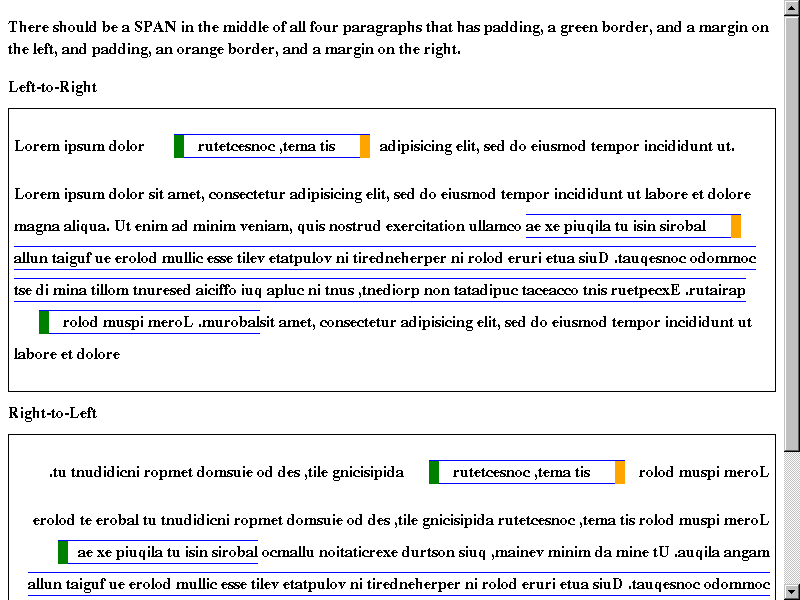 There should be a SPAN in the middle of all four paragraphs that has padding, a green border, and a margin on
the left, and padding, an orange border, and a margin on the right.
Left-to-Right
Lorem ipsum dolor rutetcesnoc ,tema tis adipisicing elit, sed do eiusmod tempor incididunt ut.
Lorem ipsum dolor sit amet, consectetur adipisicing elit, sed do eiusmod tempor incididunt ut labore et dolore
magna aliqua. Ut enim ad minim veniam, quis nostrud exercitation ullamco ae xe piuqila tu isin sirobal
allun taiguf ue erolod mullic esse tilev etatpulov ni tiredneherper ni rolod eruri etua siuD .tauqesnoc odommoc
tse di mina tillom tnuresed aiciffo iuq apluc ni tnus ,tnediorp non tatadipuc taceacco tnis ruetpecxE .rutairap
rolod muspi meroL .murobalsit amet, consectetur adipisicing elit, sed do eiusmod tempor incididunt ut
labore et dolore
Right-to-Left
.tu tnudidicni ropmet domsuie od des ,tile gnicisipida rutetcesnoc ,tema tis rolod muspi meroL
erolod te erobal tu tnudidicni ropmet domsuie od des ,tile gnicisipida rutetcesnoc ,tema tis rolod muspi meroL
ae xe piuqila tu isin sirobal ocmallu noitaticrexe durtson siuq ,mainev minim da mine tU .auqila angam
allun taiguf ue erolod mullic esse tilev etatpulov ni tiredneherper ni rolod eruri etua siuD .tauqesnoc odommoc